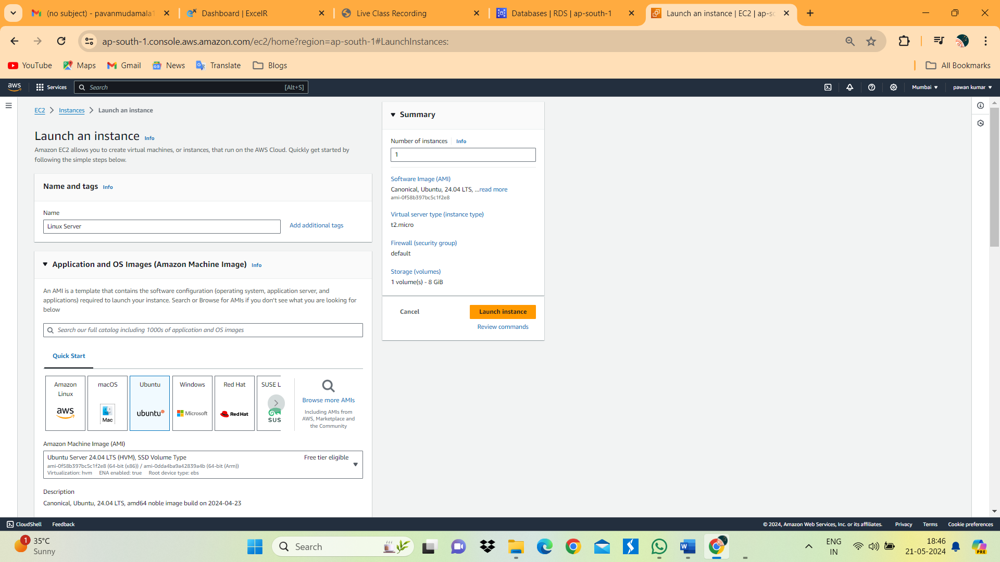 (no subject) - pavanmudamala1
Dashboard | ExcelR
Live Class Recording
Databases | RDS | ap-south-1
Launch an instance | EC2 | ap-so
ap-south-1.console.aws.amazon.com/ec2/home?region=ap-south-1#LaunchInstances:
YouTube
Maps
Gmail
News
Translate
Blogs
All Bookmarks
aws
Services
Search
[Alt+S]
Mumbai
pawan kumar
EC2
Instances
Launch an instance
Launch an instance Info
Amazon EC2 allows you to create virtual machines, or instances, that run on the AWS Cloud. Quickly get started by
following the simple steps below.
Name and tags Info
Name
Linux Server
Add additional tags
Application and OS Images (Amazon Machine Image) Info
An AMI is a template that contains the software configuration (operating system, application server, and
applications) required to launch your instance. Search or Browse for AMIs if you don't see what you are looking for
below
Search our full catalog including 1000s of application and OS images
Quick Start
Amazon
Linux
aws
macOS
Mac
Ubuntu
ubuntu
Windows
Microsoft
Red Hat
Red Hat
SUSE L
SUS
Browse more AMIs
Including AMIs from
AWS, Marketplace and
the Community
Amazon Machine Image (AMI)
Ubuntu Server 24.04 LTS (HVM), SSD Volume Type
Free tier eligible
ami-0f58b397bc5c1f2e8 (64-bit (x86)) / ami-0dda4ba9a42839a4b (64-bit (Arm))
Virtualization: hvm ENA enabled: true Root device type: ebs
Description
Canonical, Ubuntu, 24.04 LTS, amd64 noble image build on 2024-04-23
Summary
Number of instances Info
1
Software Image (AMI)
Canonical, Ubuntu, 24.04 LTS, ...read more
ami-0f58b397bc5c1f2e8
Virtual server type (instance type)
t2.micro
Firewall (security group)
default
Storage (volumes)
1 volume(s) - 8 GiB
Cancel
Launch instance
Review commands
CloudShell
Feedback
© 2024, Amazon Web Services, Inc. or its affiliates.
Privacy
Terms
Cookie preferences
1
35°C
Sunny
Search
W
PRE
ENG
IN
18:46
21-05-2024